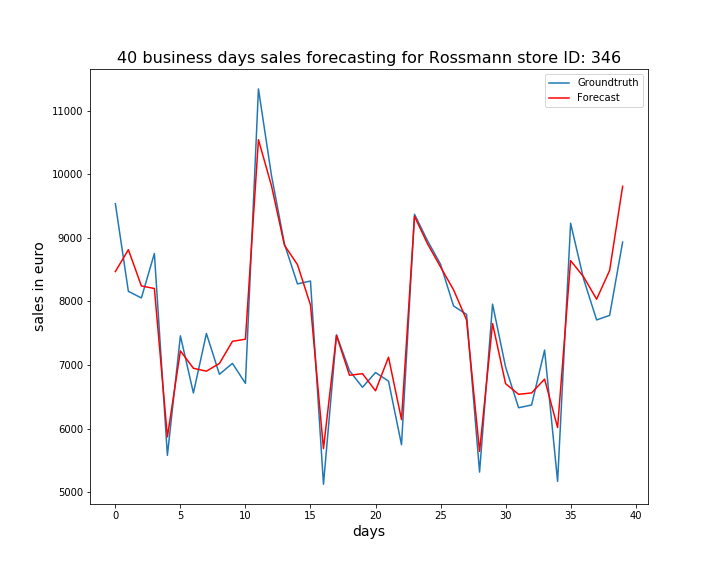 40 business days sales forecasting for Rossmann store ID: 346
Groundtruth
Forecast
sales in euro
11000
10000
9000
8000
7000
6000
5000
0 5 10 15 20 25 30 35 40
days